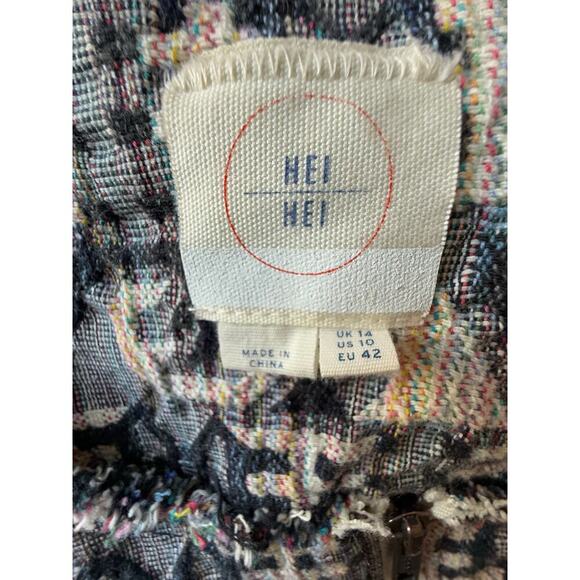 HEI
HEI
MADE IN
CHINA
UK 14
US 10
EU 42